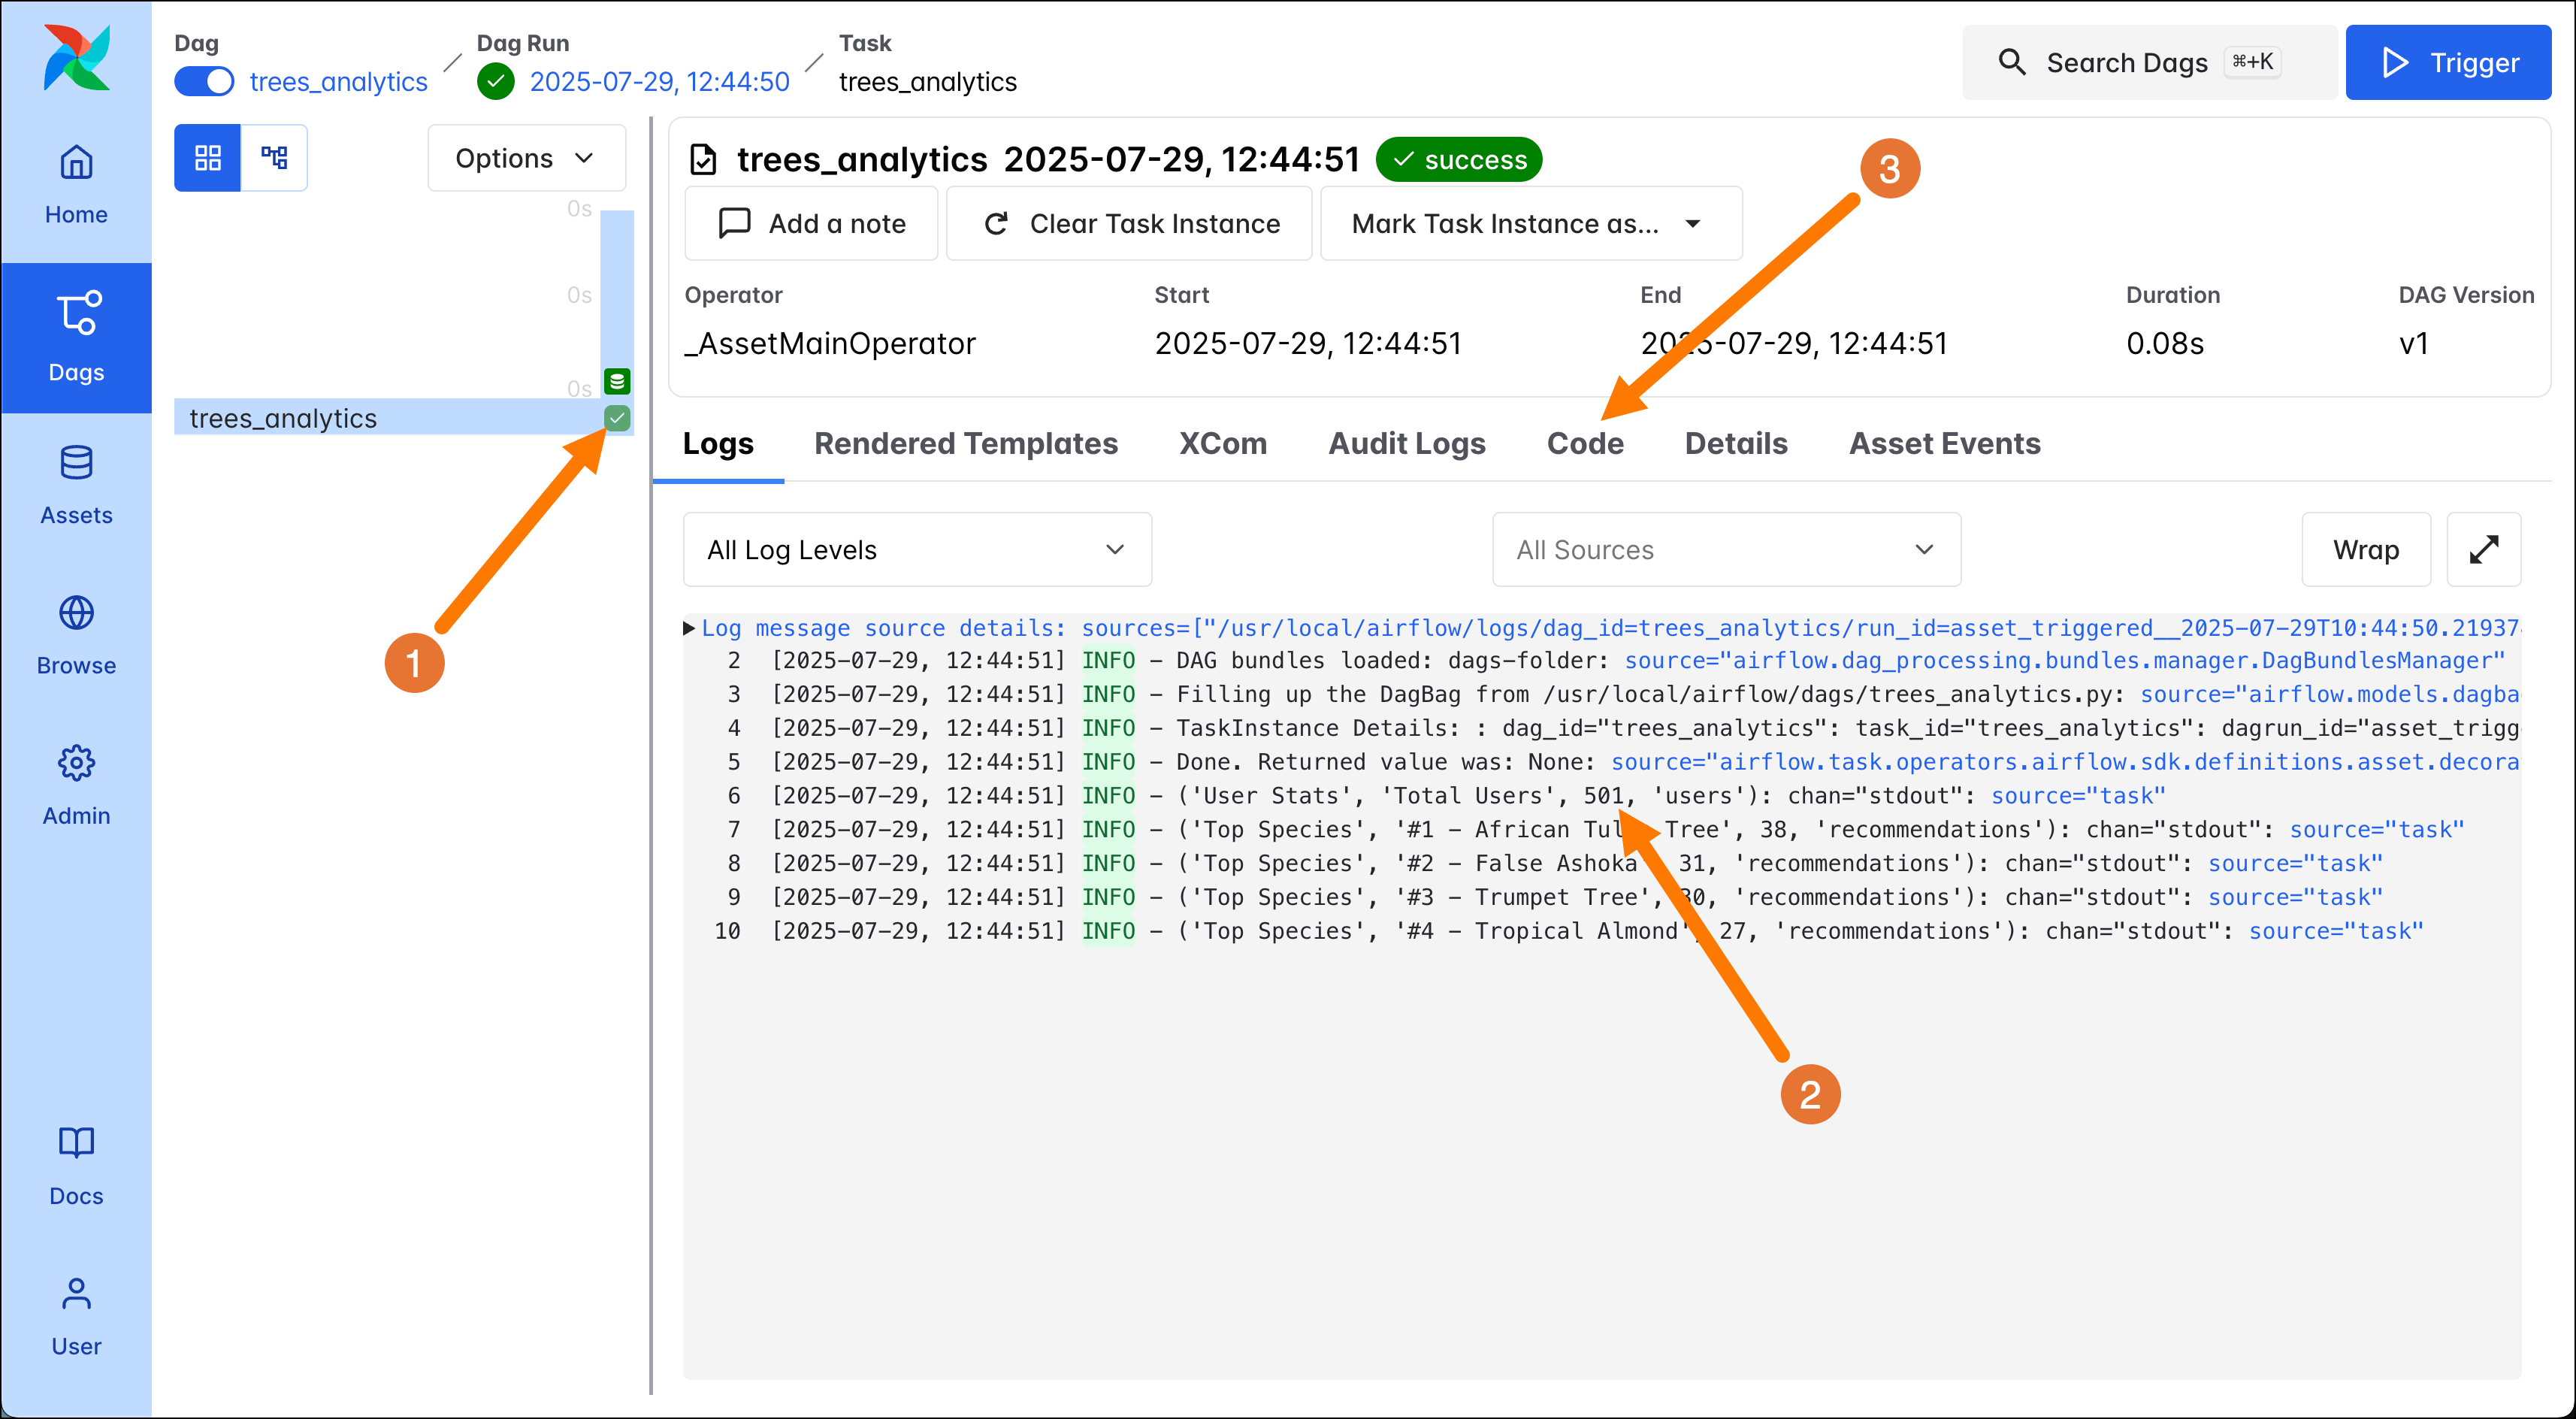 Dag
trees_analytics
Dag Run
2025-07-29, 12:44:50
Task
trees_analytics
Search Dags ⌘+K
Trigger
Home
Dags
Assets
Browse
Admin
Docs
User
Options
0s
0s
0s
trees_analytics
1
trees_analytics 2025-07-29, 12:44:51 success
3
Add a note
Clear Task Instance
Mark Task Instance as...
Operator Start End Duration DAG Version
_AssetMainOperator 2025-07-29, 12:44:51 2025-07-29, 12:44:51 0.08s v1
Logs Rendered Templates XCom Audit Logs Code Details Asset Events
All Log Levels
All Sources
Wrap
Log message source details: sources=["/usr/local/airflow/logs/dag_id=trees_analytics/run_id=asset_triggered__2025-07-29T10:44:50.21937
2 [2025-07-29, 12:44:51] INFO - DAG bundles loaded: dags-folder: source="airflow.dag_processing.bundles.manager.DagBundlesManager"
3 [2025-07-29, 12:44:51] INFO - Filling up the DagBag from /usr/local/airflow/dags/trees_analytics.py: source="airflow.models.dagba
4 [2025-07-29, 12:44:51] INFO - TaskInstance Details: : dag_id="trees_analytics": task_id="trees_analytics": dagrun_id="asset_trigg
5 [2025-07-29, 12:44:51] INFO - Done. Returned value was: None: source="airflow.task.operators.airflow.sdk.definitions.asset.decora
6 [2025-07-29, 12:44:51] INFO - ('User Stats', 'Total Users', 501, 'users'): chan="stdout": source="task"
7 [2025-07-29, 12:44:51] INFO - ('Top Species', '#1 - African Tulip Tree', 38, 'recommendations'): chan="stdout": source="task"
8 [2025-07-29, 12:44:51] INFO - ('Top Species', '#2 - False Ashoka', 31, 'recommendations'): chan="stdout": source="task"
9 [2025-07-29, 12:44:51] INFO - ('Top Species', '#3 - Trumpet Tree', 30, 'recommendations'): chan="stdout": source="task"
10 [2025-07-29, 12:44:51] INFO - ('Top Species', '#4 - Tropical Almond', 27, 'recommendations'): chan="stdout": source="task"
2